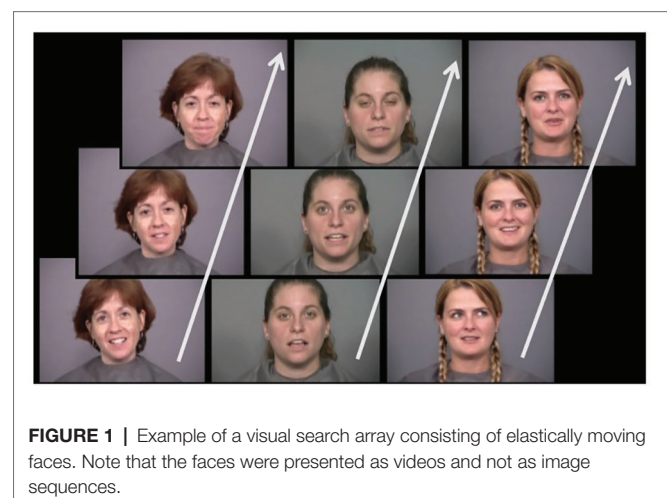 FIGURE 1 | Example of a visual search array consisting of elastically moving
faces. Note that the faces were presented as videos and not as image
sequences.